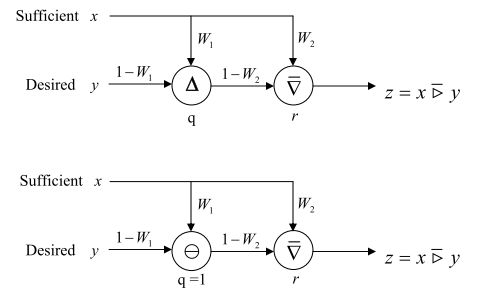 Sufficient x
W₁ W₂
Desired y 1−W₁ Δ 1−W₂ ∇̅ z = x ▷̅ y
q r
Sufficient x
W₁ W₂
Desired y 1−W₁ ⊖ 1−W₂ ∇̅ z = x ▷̅ y
q =1 r